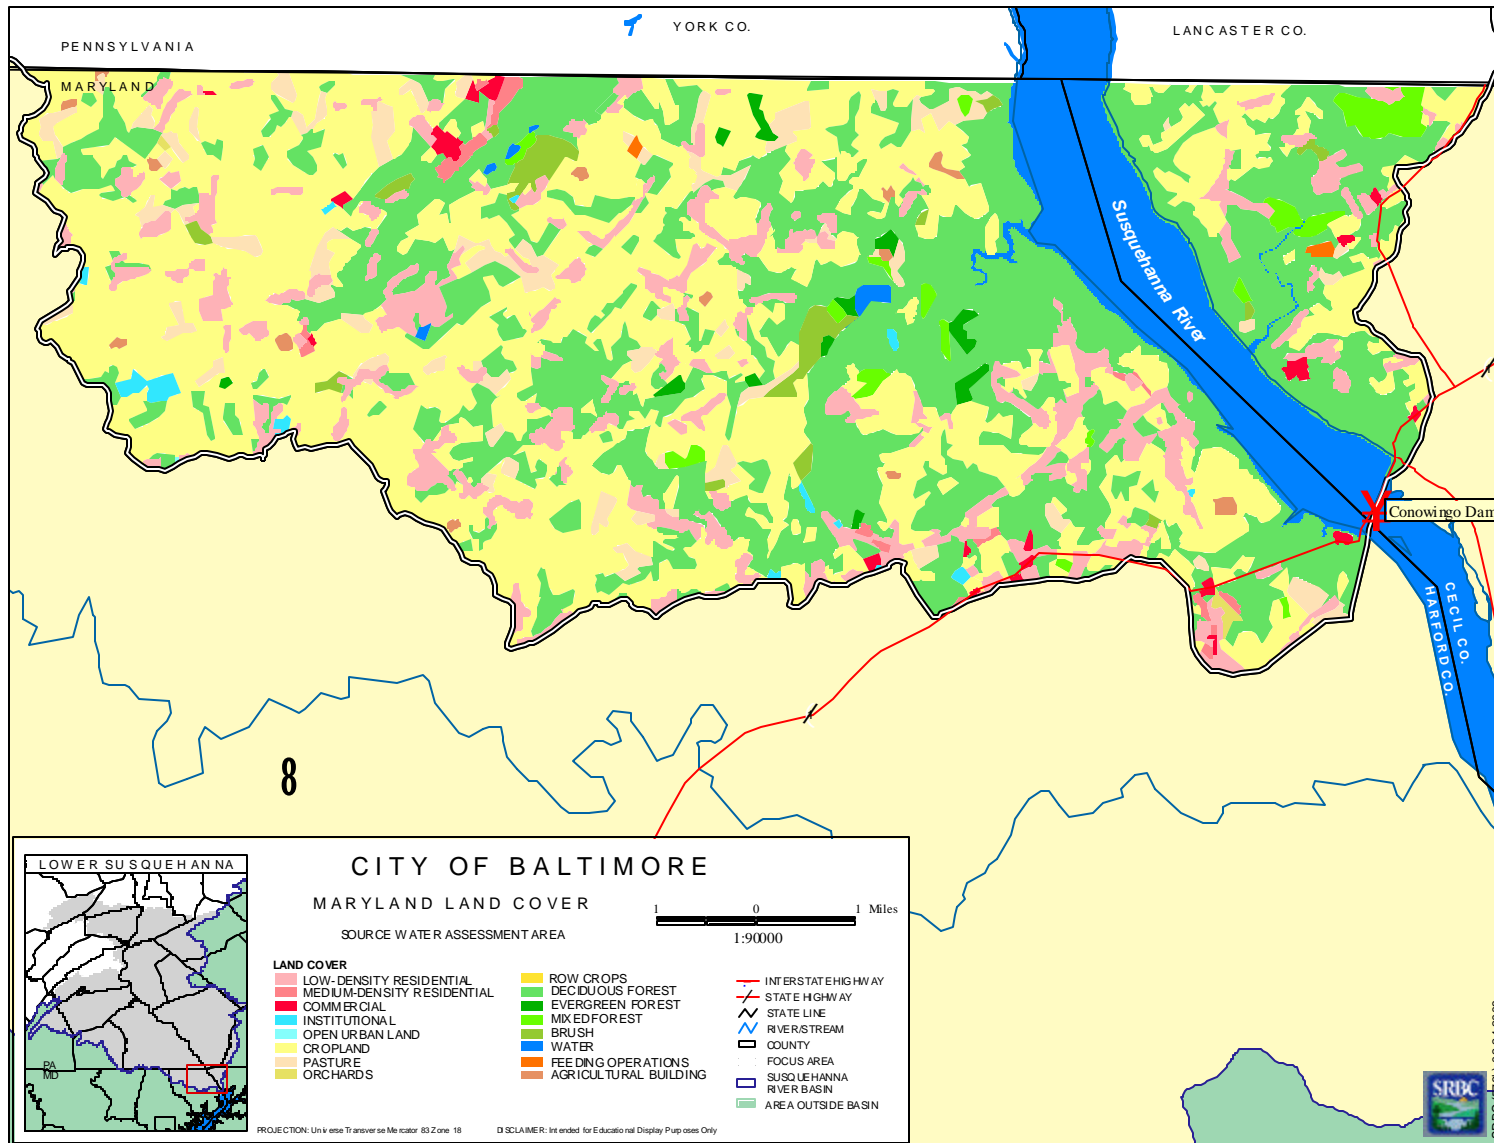 YORK CO.
LANCASTER CO.
PENNSYLVANIA
MARYLAND
Susquehanna River
Conowingo Dam
CECIL CO.
HARFORD CO.
8
LOWER SUSQUEHANNA
PA
MD
CITY OF BALTIMORE
MARYLAND LAND COVER
SOURCE WATER ASSESSMENT AREA
1 0 1 Miles
1:90000
LAND COVER
LOW-DENSITY RESIDENTIAL
MEDIUM-DENSITY RESIDENTIAL
COMMERCIAL
INSTITUTIONAL
OPEN URBAN LAND
CROPLAND
PASTURE
ORCHARDS
ROW CROPS
DECIDUOUS FOREST
EVERGREEN FOREST
MIXED FOREST
BRUSH
WATER
FEEDING OPERATIONS
AGRICULTURAL BUILDING
INTERSTATE HIGHWAY
STATE HIGHWAY
STATE LINE
RIVER/STREAM
COUNTY
FOCUS AREA
SUSQUEHANNA
RIVER BASIN
AREA OUTSIDE BASIN
PROJECTION: Universe Transverse Mercator 83 Zone 18
DISCLAIMER: Intended for Educational Display Purposes Only
SRBC